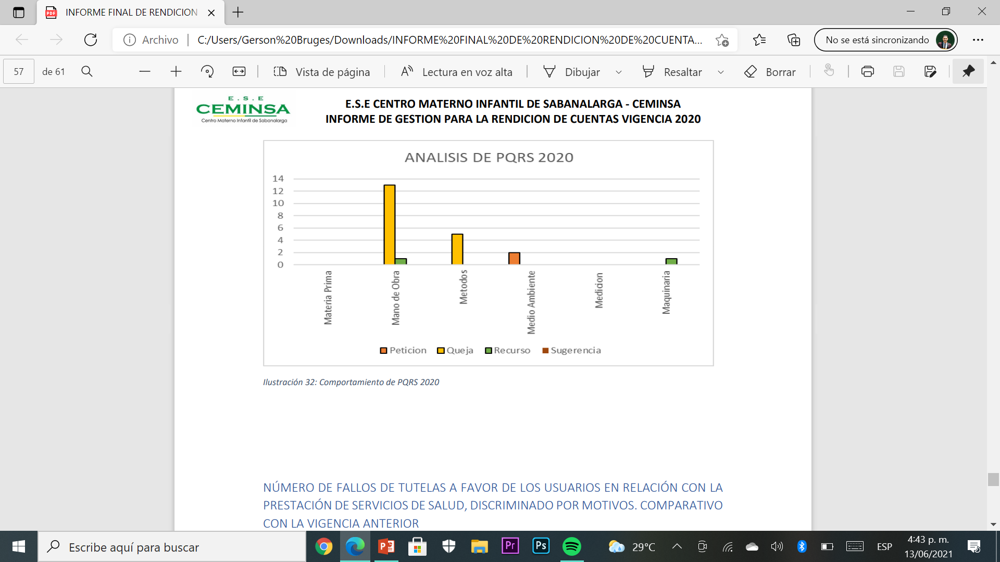 INFORME FINAL DE RENDICION
Archivo
C:/Users/Gerson%20Bruges/Downloads/INFORME%20FINAL%20DE%20RENDICION%20DE%20CUENTA...
No se está sincronizando
57 de 61
Vista de página
Lectura en voz alta
Dibujar
Resaltar
Borrar
E.S.E
CEMINSA
Centro Materno Infantil de Sabanalarga
E.S.E CENTRO MATERNO INFANTIL DE SABANALARGA - CEMINSA
INFORME DE GESTION PARA LA RENDICION DE CUENTAS VIGENCIA 2020
ANALISIS DE PQRS 2020
14
12
10
8
6
4
2
0
Materia Prima
Mano de Obra
Metodos
Medio Ambiente
Medicion
Maquinaria
Peticion Queja Recurso Sugerencia
Ilustración 32: Comportamiento de PQRS 2020
NÚMERO DE FALLOS DE TUTELAS A FAVOR DE LOS USUARIOS EN RELACIÓN CON LA
PRESTACIÓN DE SERVICIOS DE SALUD, DISCRIMINADO POR MOTIVOS. COMPARATIVO
CON LA VIGENCIA ANTERIOR
Escribe aquí para buscar
29°C
ESP
4:43 p. m.
13/06/2021